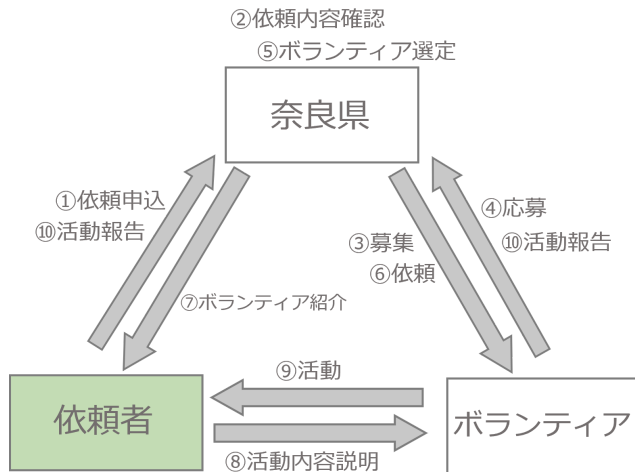 ②依頼内容確認
⑤ボランティア選定
奈良県
①依頼申込
⑩活動報告
④応募
⑩活動報告
③募集
⑥依頼
⑦ボランティア紹介
⑨活動
依頼者
ボランティア
⑧活動内容説明